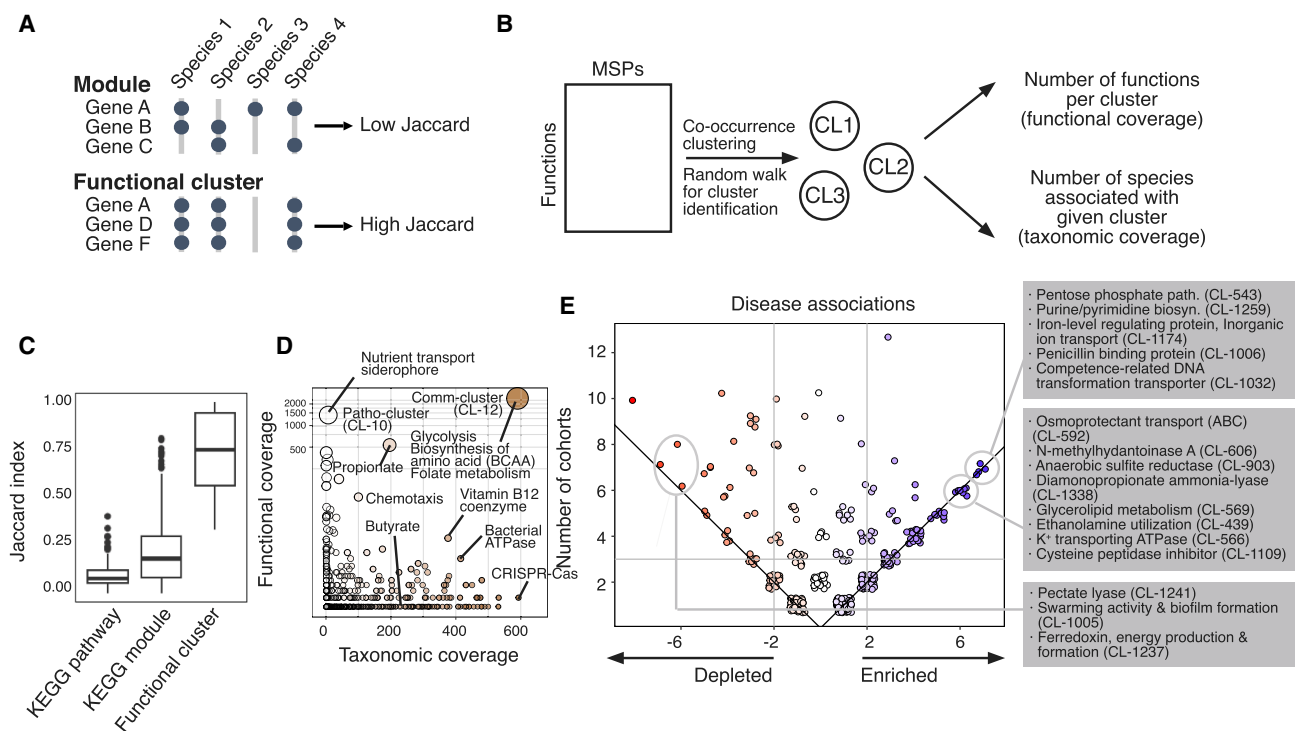 A
Species 1
Species 2
Species 3
Species 4
Module
Gene A
Gene B
Gene C
Low Jaccard
Functional cluster
Gene A
Gene D
Gene F
High Jaccard
B
MSPs
Functions
Co-occurrence
clustering
Random walk
for cluster
identification
CL1
CL2
CL3
Number of functions
per cluster
(functional coverage)
Number of species
associated with
given cluster
(taxonomic coverage)
C
Jaccard index
1.00
0.75
0.50
0.25
0.00
KEGG pathway
KEGG module
Functional cluster
D
Functional coverage
2000
1500
1000
500
Nutrient transport
siderophore
Patho-cluster
(CL-10)
Comm-cluster
(CL-12)
Glycolysis
Biosynthesis of
amino acid (BCAA)
Folate metabolism
Propionate
Chemotaxis
Butyrate
Vitamin B12
coenzyme
Bacterial
ATPase
CRISPR-Cas
0
200
400
600
Taxonomic coverage
E
Disease associations
Number of cohorts
12
10
8
6
4
2
-6
-2
2
6
Depleted
Enriched
· Pentose phosphate path. (CL-543)
· Purine/pyrimidine biosyn. (CL-1259)
· Iron-level regulating protein, Inorganic
ion transport (CL-1174)
· Penicillin binding protein (CL-1006)
· Competence-related DNA
transformation transporter (CL-1032)
· Osmoprotectant transport (ABC)
(CL-592)
· N-methylhydantoinase A (CL-606)
· Anaerobic sulfite reductase (CL-903)
· Diamonopropionate ammonia-lyase
(CL-1338)
· Glycerolipid metabolism (CL-569)
· Ethanolamine utilization (CL-439)
· K⁺ transporting ATPase (CL-566)
· Cysteine peptidase inhibitor (CL-1109)
· Pectate lyase (CL-1241)
· Swarming activity & biofilm formation
(CL-1005)
· Ferredoxin, energy production &
formation (CL-1237)